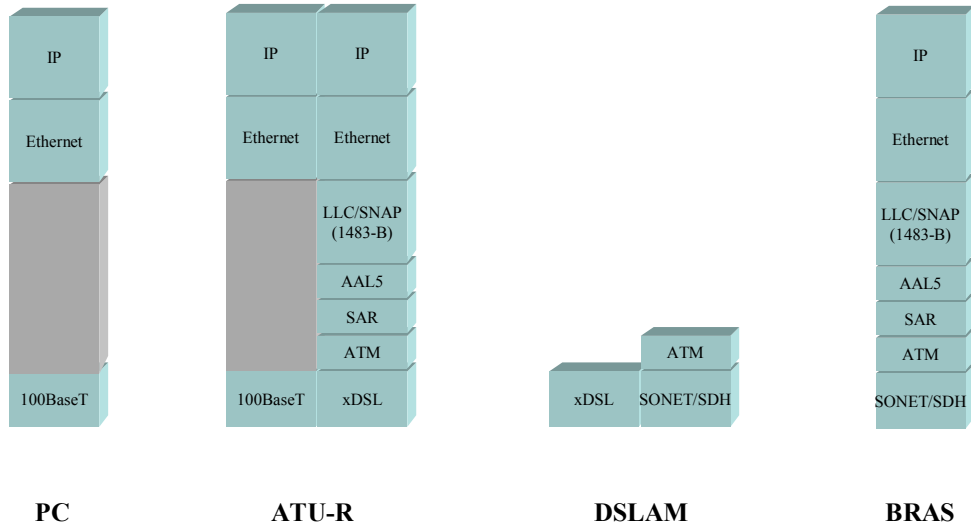 IP
Ethernet
100BaseT
IP
Ethernet
100BaseT
IP
Ethernet
LLC/SNAP
(1483-B)
AAL5
SAR
ATM
xDSL
xDSL
ATM
SONET/SDH
IP
Ethernet
LLC/SNAP
(1483-B)
AAL5
SAR
ATM
SONET/SDH
PC
ATU-R
DSLAM
BRAS